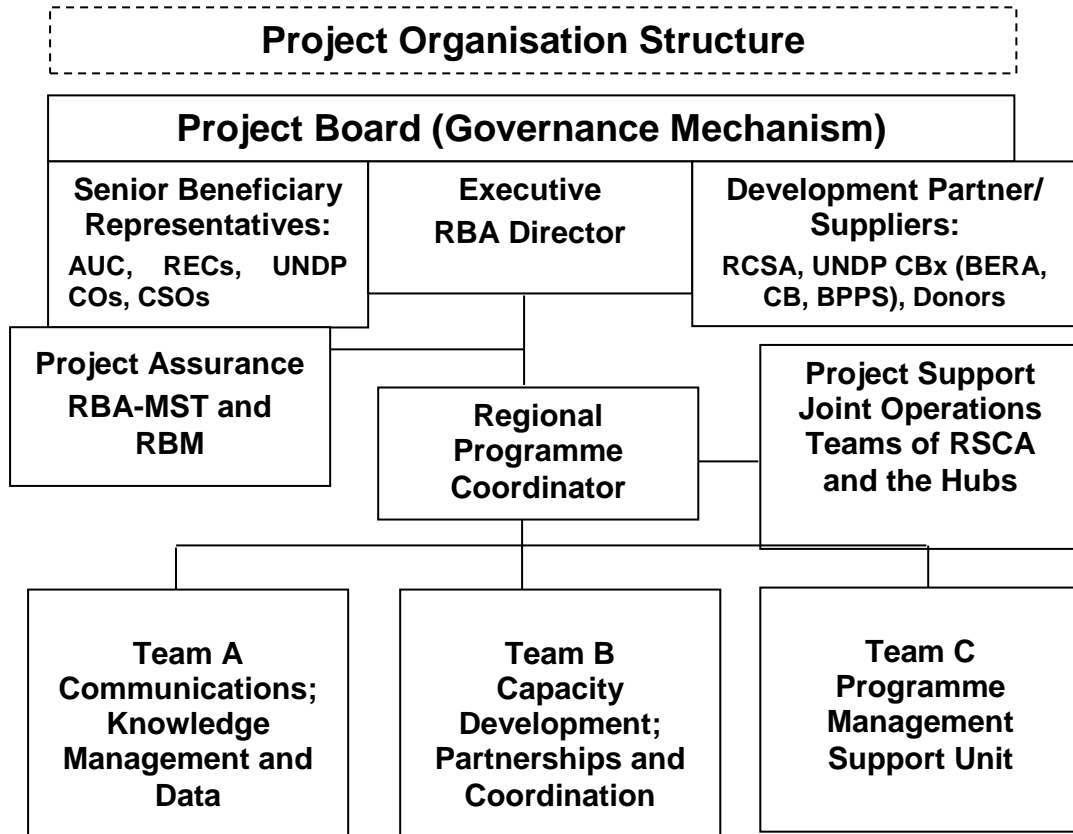 Project Organisation Structure
Project Board (Governance Mechanism)
Senior Beneficiary
Representatives:
AUC, RECs, UNDP
COs, CSOs
Executive
RBA Director
Development Partner/
Suppliers:
RCSA, UNDP CBx (BERA,
CB, BPPS), Donors
Project Assurance
RBA-MST and
RBM
Regional
Programme
Coordinator
Project Support
Joint Operations
Teams of RSCA
and the Hubs
Team A
Communications;
Knowledge
Management and
Data
Team B
Capacity
Development;
Partnerships and
Coordination
Team C
Programme
Management
Support Unit